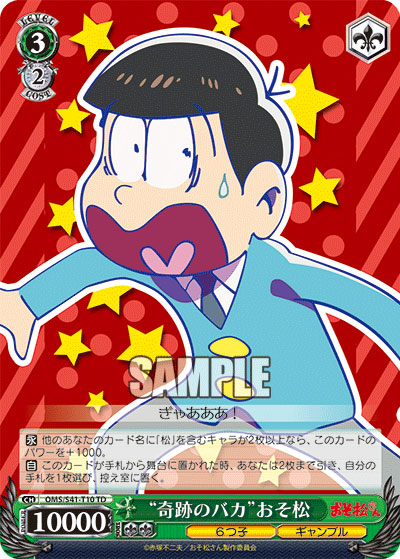 LEVEL
3
2
COST
SAMPLE
ぎゃあああ！
永 他のあなたのカード名に「松」を含むキャラが2枚以上なら、このカードの
パワーを+1000。
自 このカードが手札から舞台に置かれた時、あなたは2枚まで引き、自分の
手札を1枚選び、控え室に置く。
CH OMS/S41-T10 TD
POWER
10000
“奇跡のバカ”おそ松
おそ松さん
6つ子
ギャンブル
©赤塚不二夫／おそ松さん製作委員会